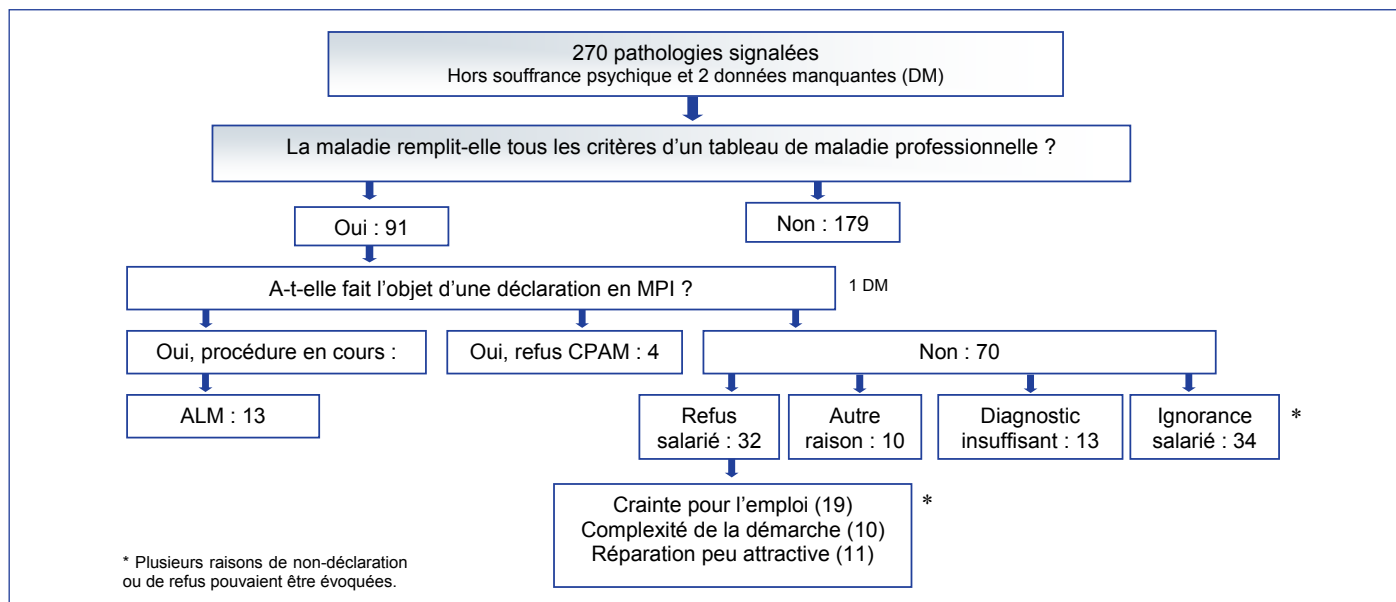 270 pathologies signalées
Hors souffrance psychique et 2 données manquantes (DM)
La maladie remplit-elle tous les critères d’un tableau de maladie professionnelle ?
Oui : 91
Non : 179
A-t-elle fait l’objet d’une déclaration en MPI ?
1 DM
Oui, procédure en cours :
Oui, refus CPAM : 4
Non : 70
ALM : 13
Refus
salarié : 32
Autre
raison : 10
Diagnostic
insuffisant : 13
Ignorance
salarié : 34
*
Crainte pour l’emploi (19)
Complexité de la démarche (10)
Réparation peu attractive (11)
*
* Plusieurs raisons de non-déclaration
ou de refus pouvaient être évoquées.